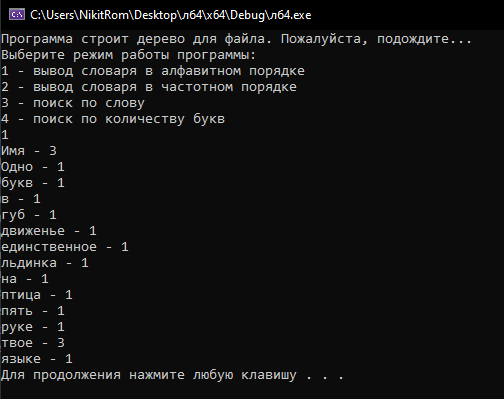 C:\Users\NikitRom\Desktop\л64\x64\Debug\л64.exe
Программа строит дерево для файла. Пожалуйста, подождите...
Выберите режим работы программы:
1 - вывод словаря в алфавитном порядке
2 - вывод словаря в частотном порядке
3 - поиск по слову
4 - поиск по количеству букв
1
Имя - 3
Одно - 1
букв - 1
в - 1
губ - 1
движенье - 1
единственное - 1
льдинка - 1
на - 1
птица - 1
пять - 1
руке - 1
твое - 3
языке - 1
Для продолжения нажмите любую клавишу . . .